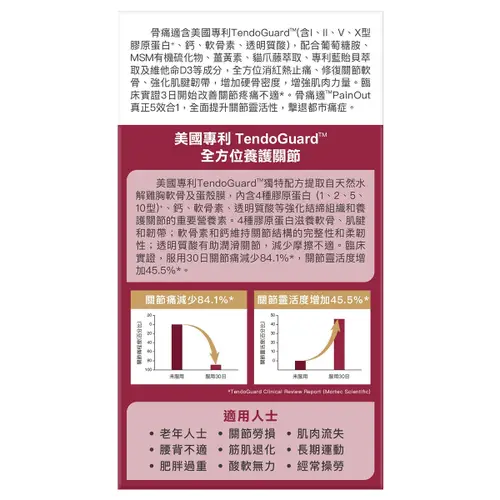 骨痛適含美國專利TendoGuard™(含I、II、V、X型
膠原蛋白⁺、鈣、軟骨素、透明質酸)，配合葡萄糖胺、
MSM有機硫化物、薑黃素、貓爪藤萃取、專利藍貽貝萃
取及維他命D3等成分，全方位消紅熱止痛、修復關節軟
骨、強化肌腱韌帶，增加硬骨密度，增強肌肉力量。臨
床實證3日開始改善關節疼痛不適*。骨痛適™PainOut
真正5效合1，全面提升關節靈活性，擊退都市痛症。
美國專利 TendoGuard™
全方位養護關節
美國專利TendoGuard™獨特配方提取自天然水
解雞胸軟骨及蛋殼膜，內含4種膠原蛋白 (1、2、5、
10型)⁺、鈣、軟骨素、透明質酸等強化結締組織和養
護關節的重要營養素。4種膠原蛋白滋養軟骨、肌腱
和韌帶；軟骨素和鈣維持關節結構的完整性和柔韌
性；透明質酸有助潤滑關節，減少摩擦不適。臨床
實證，服用30日關節痛減少84.1%*，關節靈活度增
加45.5%*。
關節痛減少84.1%* 關節靈活度增加45.5%*
未服用 服用30日 未服用 服用30日
*TendoGuard Clinical Review Report (Mertec Scientific)
適用人士
• 老年人士 • 關節勞損 • 肌肉流失
• 腰背不適 • 筋肌退化 • 長期運動
• 肥胖過重 • 酸軟無力 • 經常操勞